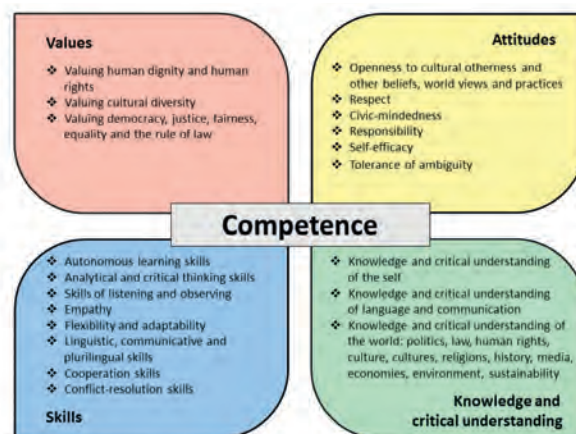 Values
❖ Valuing human dignity and human
rights
❖ Valuing cultural diversity
❖ Valuing democracy, justice, fairness,
equality and the rule of law
Attitudes
❖ Openness to cultural otherness and
other beliefs, world views and practices
❖ Respect
❖ Civic-mindedness
❖ Responsibility
❖ Self-efficacy
❖ Tolerance of ambiguity
Competence
❖ Autonomous learning skills
❖ Analytical and critical thinking skills
❖ Skills of listening and observing
❖ Empathy
❖ Flexibility and adaptability
❖ Linguistic, communicative and
plurilingual skills
❖ Cooperation skills
❖ Conflict-resolution skills
Skills
❖ Knowledge and critical understanding
of the self
❖ Knowledge and critical understanding
of language and communication
❖ Knowledge and critical understanding of
the world: politics, law, human rights,
culture, cultures, religions, history, media,
economies, environment, sustainability
Knowledge and
critical understanding